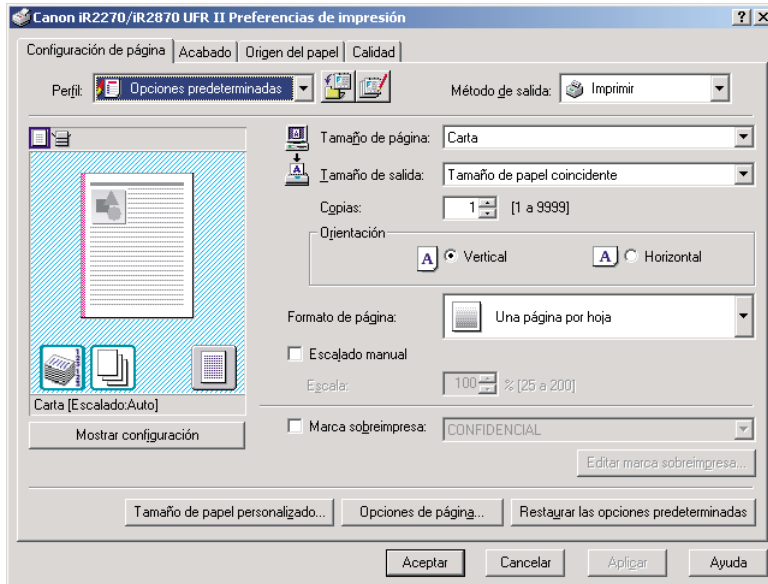 Canon iR2270/iR2870 UFR II Preferencias de impresión
Configuración de página Acabado Origen del papel Calidad
Perfil: Opciones predeterminadas Método de salida: Imprimir
Tamaño de página: Carta
Tamaño de salida: Tamaño de papel coincidente
Copias: 1 [1 a 9999]
Orientación
A Vertical A Horizontal
Formato de página: Una página por hoja
Escalado manual
Escala: 100 % [25 a 200]
Carta [Escalado:Auto]
Mostrar configuración
Marca sobreimpresa: CONFIDENCIAL
Editar marca sobreimpresa...
Tamaño de papel personalizado... Opciones de página... Restaurar las opciones predeterminadas
Aceptar Cancelar Aplicar Ayuda